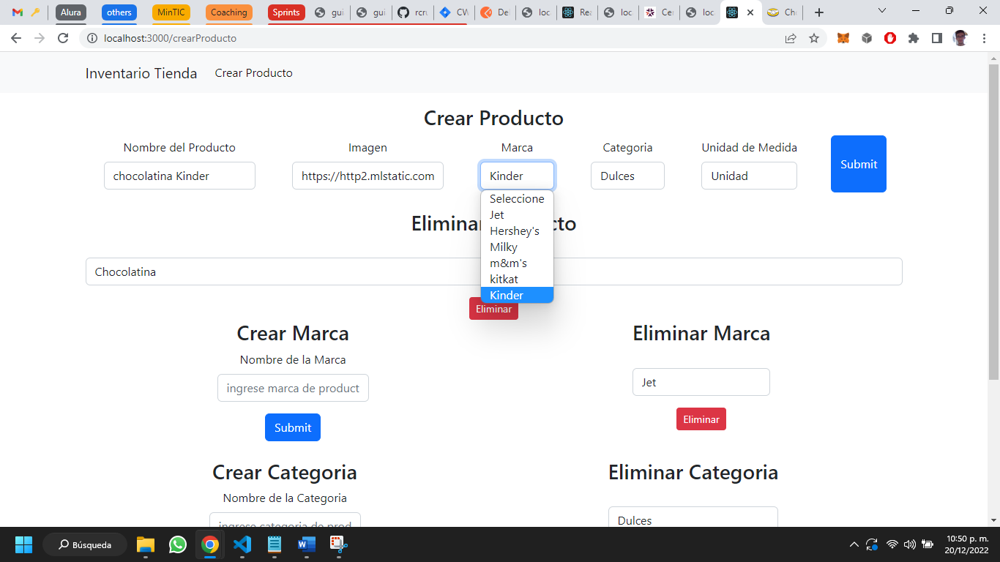 Alura others MinTIC Coaching Sprints gui gui rcru CW Del loc Rea loc Cer loc Cho
localhost:3000/crearProducto
Inventario Tienda Crear Producto
Crear Producto
Nombre del Producto Imagen Marca Categoria Unidad de Medida
Submit
chocolatina Kinder https://http2.mlstatic.com Kinder Dulces Unidad
Seleccione
Jet
Hershey's
Milky
m&m's
kitkat
Kinder
Elimina cto
Chocolatina
Eliminar
Crear Marca Eliminar Marca
Nombre de la Marca
ingrese marca de product
Jet
Submit
Eliminar
Crear Categoria Eliminar Categoria
Nombre de la Categoria
ingrese categoria de prod
Dulces
Búsqueda
10:50 p. m.
20/12/2022